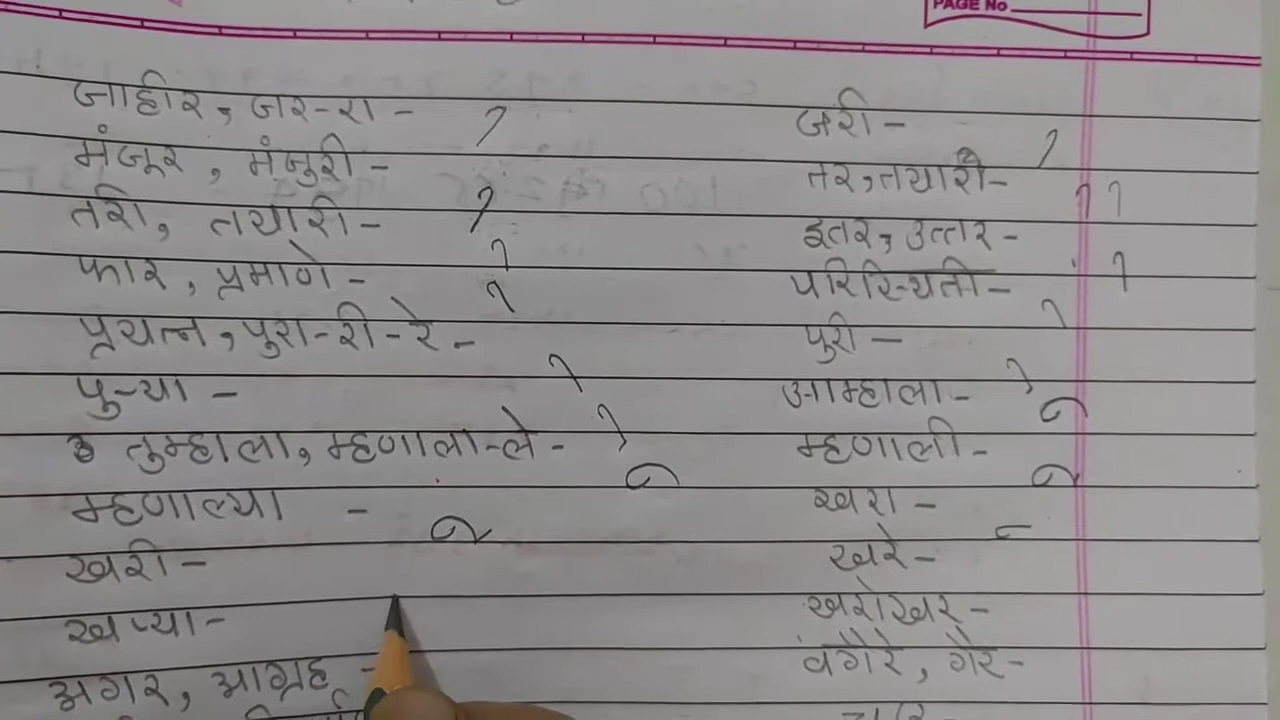 PAGE No
जाहीर, जर-रा -
जरी -
मंजूर, मंजुरी -
तर, तयारी -
तरी, तयारी -
इतर, उत्तर -
फार, प्रमाणे -
परिस्थिती -
प्रयत्न, पुरा-री-रे -
पुरी -
पुऱ्या -
आम्हाला -
तुम्हाला, म्हणाला-ले -
म्हणाली -
म्हणाल्या -
खरा -
खरी -
खरे -
खऱ्या -
खरोखर -
अगर, आग्रह -
वगैरे, गैर -